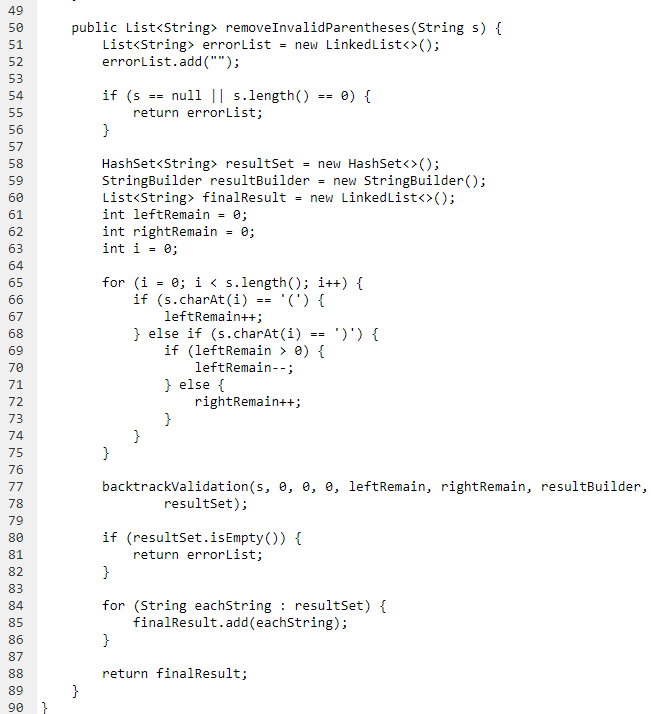 49
50     public List<String> removeInvalidParentheses(String s) {
51         List<String> errorList = new LinkedList<>();
52         errorList.add("");
53
54         if (s == null || s.length() == 0) {
55             return errorList;
56         }
57
58         HashSet<String> resultSet = new HashSet<>();
59         StringBuilder resultBuilder = new StringBuilder();
60         List<String> finalResult = new LinkedList<>();
61         int leftRemain = 0;
62         int rightRemain = 0;
63         int i = 0;
64
65         for (i = 0; i < s.length(); i++) {
66             if (s.charAt(i) == '(') {
67                 leftRemain++;
68             } else if (s.charAt(i) == ')') {
69                 if (leftRemain > 0) {
70                     leftRemain--;
71                 } else {
72                     rightRemain++;
73                 }
74             }
75         }
76
77         backtrackValidation(s, 0, 0, 0, leftRemain, rightRemain, resultBuilder,
78                 resultSet);
79
80         if (resultSet.isEmpty()) {
81             return errorList;
82         }
83
84         for (String eachString : resultSet) {
85             finalResult.add(eachString);
86         }
87
88         return finalResult;
89     }
90 }